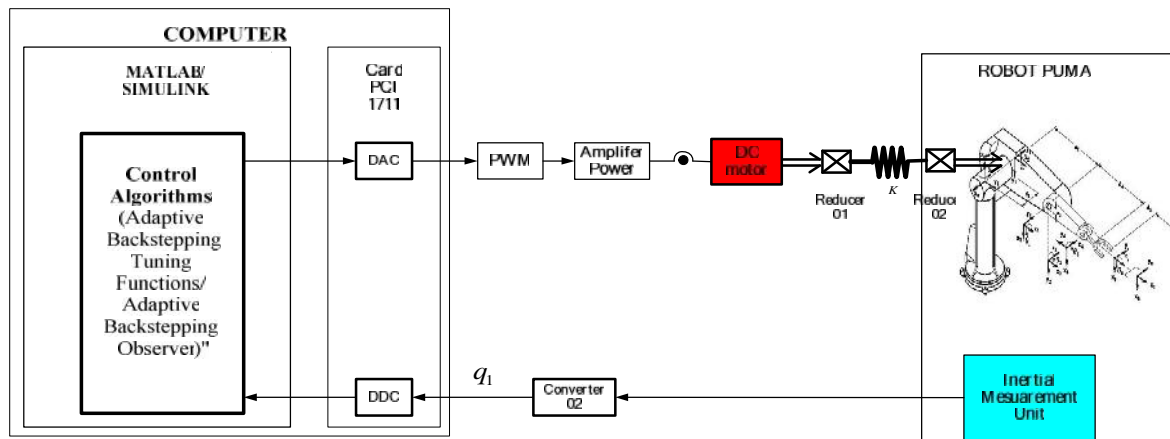 COMPUTER
MATLAB/
SIMULINK
Control
Algorithms
(Adaptive
Backstepping
Tuning
Functions/
Adaptive
Backstepping
Observer)"
Card
PCI
1711
DAC
DDC
PWM
Amplifer
Power
DC
motor
Reducer
01
K
Reduce
02
ROBOT PUMA
q1
Converter
02
Inertial
Mesuarement
Unit